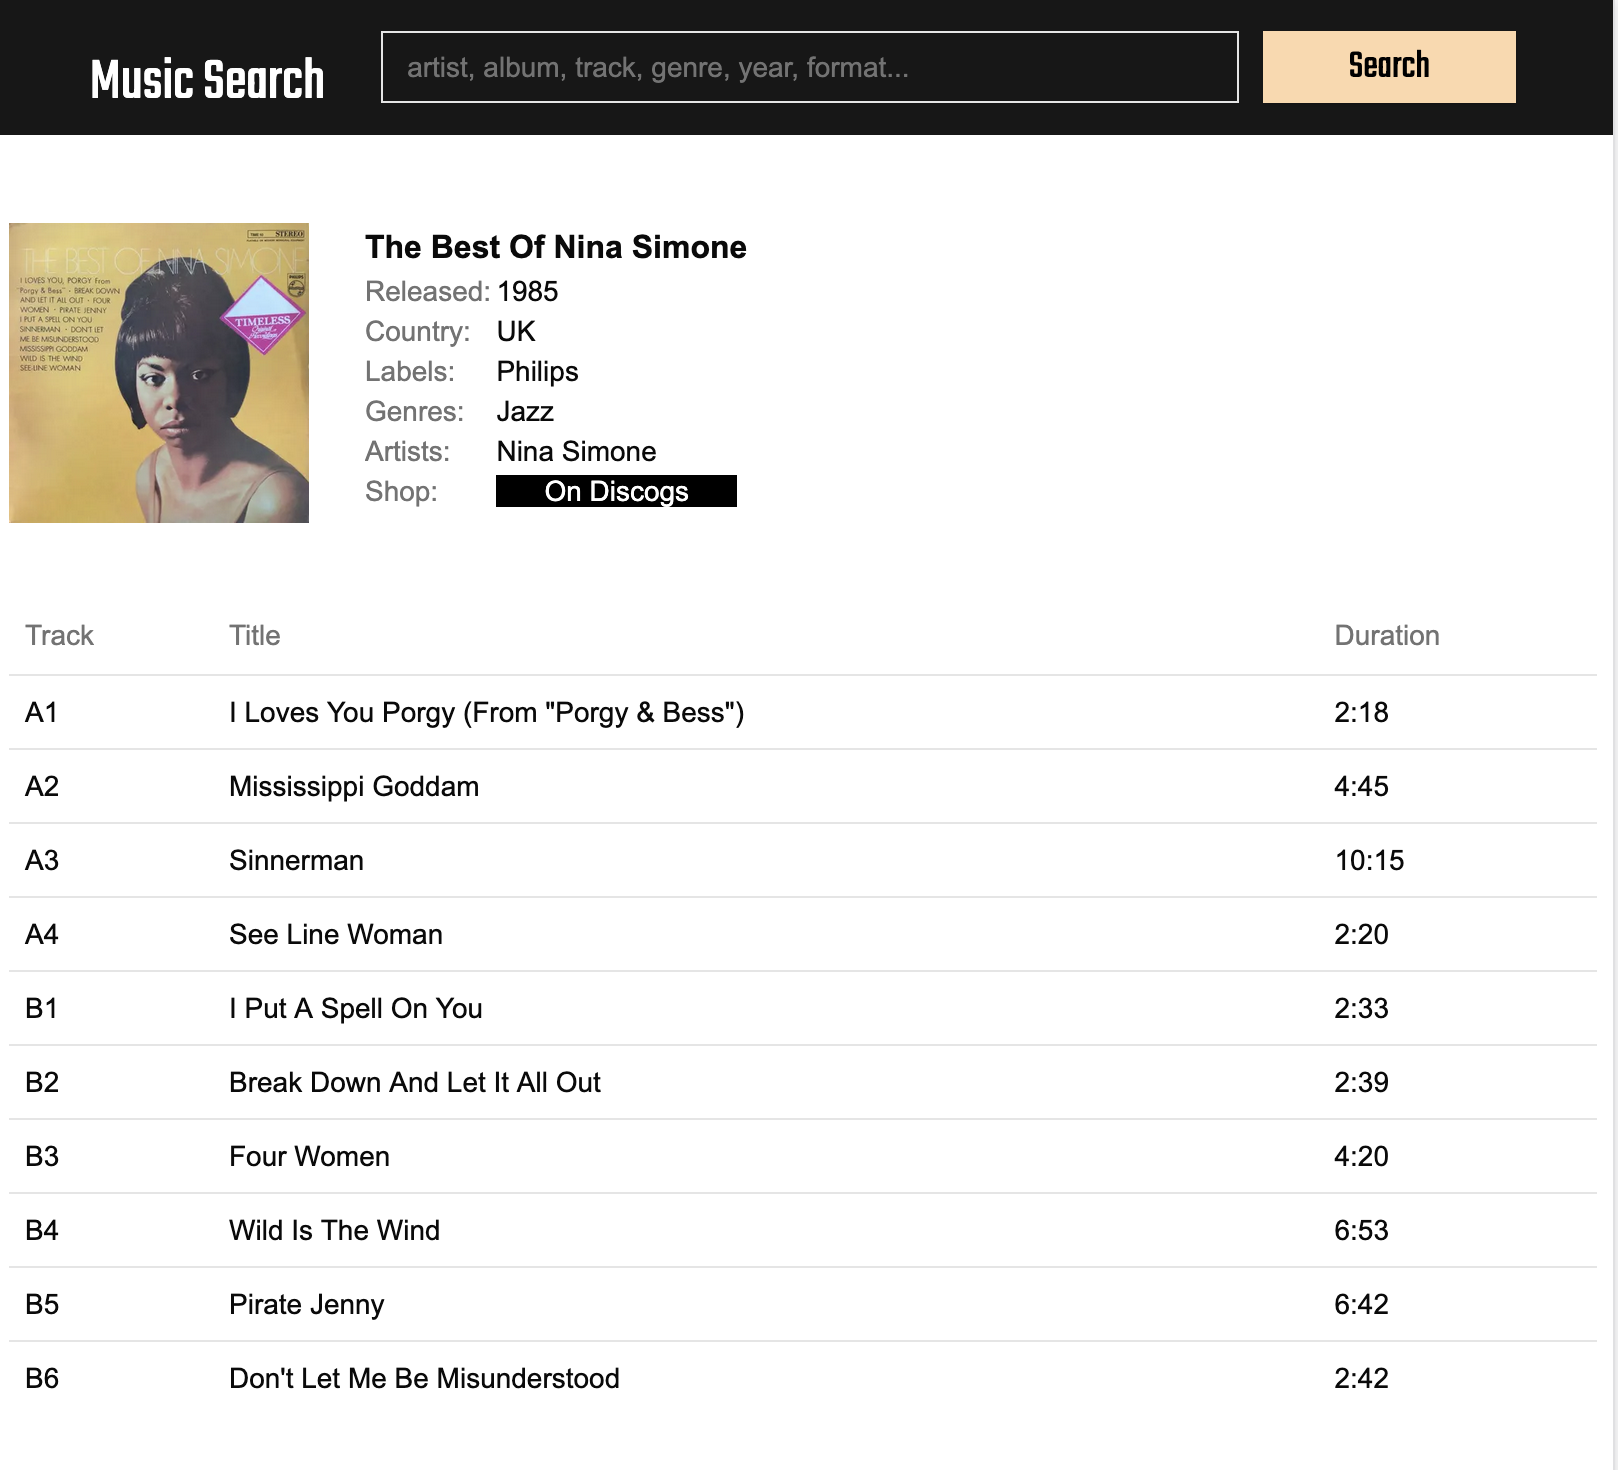 Music Search
artist, album, track, genre, year, format...
Search
TIME 61 STEREO
THE BEST OF NINA SIMONE
I LOVES YOU, PORGY from
"Porgy & Bess" · BREAK DOWN
AND LET IT ALL OUT · FOUR
WOMEN · PIRATE JENNY
I PUT A SPELL ON YOU
SINNERMAN · DON'T LET
ME BE MISUNDERSTOOD
MISSISSIPPI GODDAM
WILD IS THE WIND
SEE-LINE WOMAN
PHILIPS
TIMELESS
The Best Of Nina Simone
Released: 1985
Country: UK
Labels: Philips
Genres: Jazz
Artists: Nina Simone
Shop: On Discogs
Track Title Duration
A1 I Loves You Porgy (From "Porgy & Bess") 2:18
A2 Mississippi Goddam 4:45
A3 Sinnerman 10:15
A4 See Line Woman 2:20
B1 I Put A Spell On You 2:33
B2 Break Down And Let It All Out 2:39
B3 Four Women 4:20
B4 Wild Is The Wind 6:53
B5 Pirate Jenny 6:42
B6 Don't Let Me Be Misunderstood 2:42